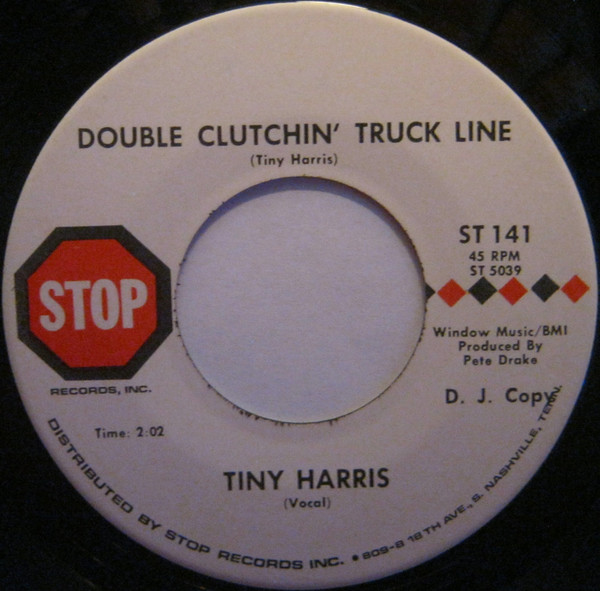 DOUBLE CLUTCHIN' TRUCK LINE
(Tiny Harris)
STOP
RECORDS, INC.
Time: 2:02
ST 141
45 RPM
ST 5039
Window Music/BMI
Produced By
Pete Drake
D. J. Copy
TINY HARRIS
(Vocal)
DISTRIBUTED BY STOP RECORDS INC. • 809-B 18TH AVE., S. NASHVILLE, TENN.